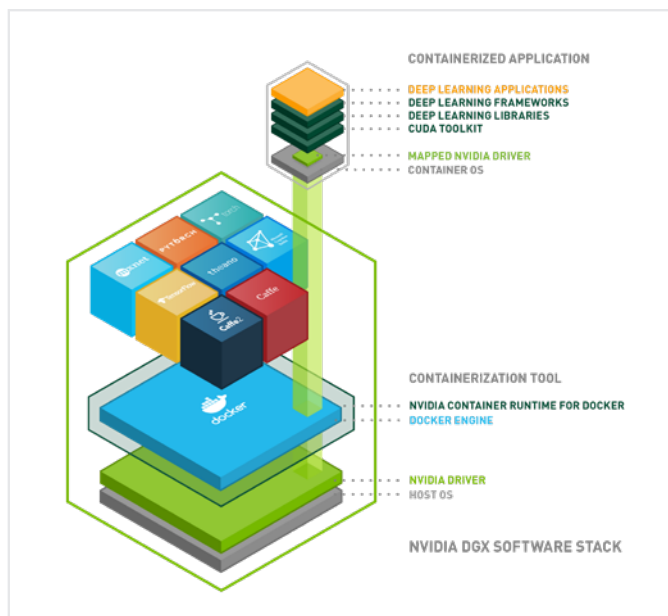 CONTAINERIZED APPLICATION
DEEP LEARNING APPLICATIONS
DEEP LEARNING FRAMEWORKS
DEEP LEARNING LIBRARIES
CUDA TOOLKIT
MAPPED NVIDIA DRIVER
CONTAINER OS
torch
PYTORCH
mxnet
theano
TensorFlow
Caffe
Caffe2
docker
CONTAINERIZATION TOOL
NVIDIA CONTAINER RUNTIME FOR DOCKER
DOCKER ENGINE
NVIDIA DRIVER
HOST OS
NVIDIA DGX SOFTWARE STACK